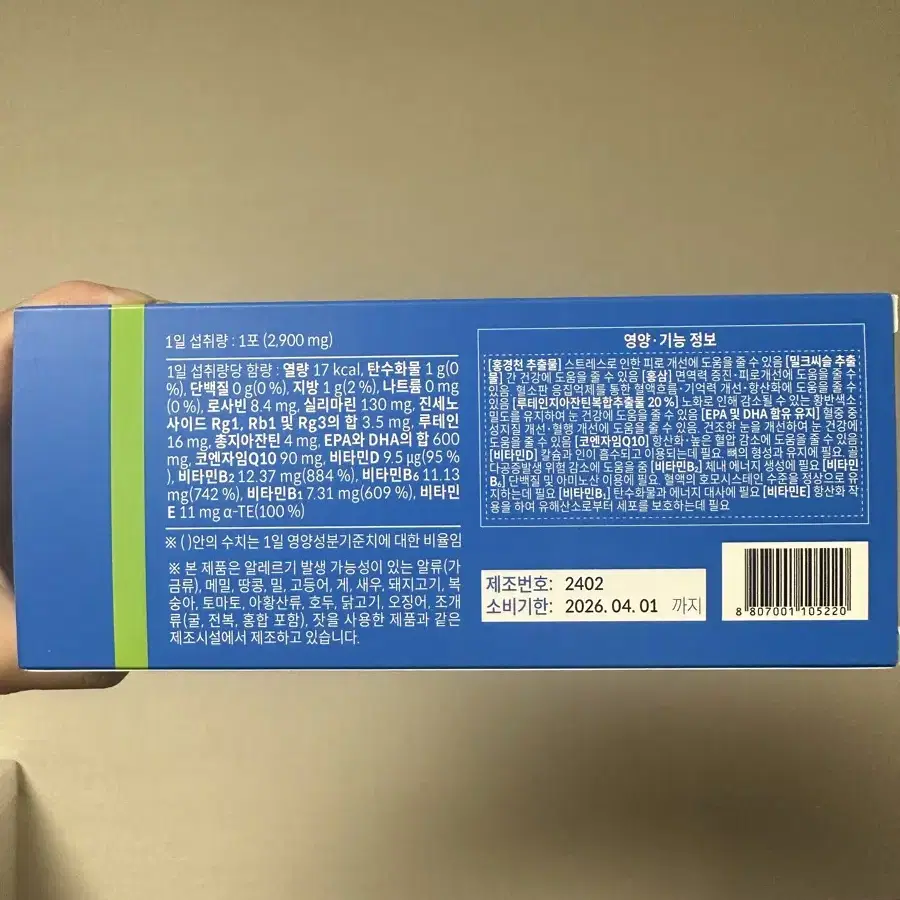 1일 섭취량 : 1포 (2,900 mg)
1일 섭취량당 함량 : 열량 17 kcal, 탄수화물 1 g(0
%), 단백질 0 g(0 %), 지방 1 g(2 %), 나트륨 0 mg
(0 %), 로사빈 8.4 mg, 실리마린 130 mg, 진세노
사이드 Rg1, Rb1 및 Rg3의 합 3.5 mg, 루테인
16 mg, 총지아잔틴 4 mg, EPA와 DHA의 합 600
mg, 코엔자임Q10 90 mg, 비타민D 9.5 μg(95 %
), 비타민B₂ 12.37 mg(884 %), 비타민B₆ 11.13
mg(742 %), 비타민B₁ 7.31 mg(609 %), 비타민
E 11 mg α-TE(100 %)
※ ( )안의 수치는 1일 영양성분기준치에 대한 비율임
※ 본 제품은 알레르기 발생 가능성이 있는 알류(가
금류), 메밀, 땅콩, 밀, 고등어, 게, 새우, 돼지고기, 복
숭아, 토마토, 아황산류, 호두, 닭고기, 오징어, 조개
류(굴, 전복, 홍합 포함), 잣을 사용한 제품과 같은
제조시설에서 제조하고 있습니다.
영양·기능 정보
[홍경천 추출물] 스트레스로 인한 피로 개선에 도움을 줄 수 있음 [밀크씨슬 추출
물] 간 건강에 도움을 줄 수 있음 [홍삼] 면역력 증진·피로개선에 도움을 줄 수
있음, 혈소판 응집억제를 통한 혈액흐름·기억력 개선·항산화에 도움을 줄 수
있음 [루테인지아잔틴복합추출물 20 %] 노화로 인해 감소될 수 있는 황반색소
밀도를 유지하여 눈 건강에 도움을 줄 수 있음 [EPA 및 DHA 함유 유지] 혈중 중
성지질 개선·혈행 개선에 도움을 줄 수 있음, 건조한 눈을 개선하여 눈 건강에
도움을 줄 수 있음 [코엔자임Q10] 항산화·높은 혈압 감소에 도움을 줄 수 있음
[비타민D] 칼슘과 인이 흡수되고 이용되는데 필요, 뼈의 형성과 유지에 필요, 골
다공증발생 위험 감소에 도움을 줌 [비타민B₂] 체내 에너지 생성에 필요 [비타민
B₆] 단백질 및 아미노산 이용에 필요, 혈액의 호모시스테인 수준을 정상으로 유
지하는데 필요 [비타민B₁] 탄수화물과 에너지 대사에 필요 [비타민E] 항산화 작
용을 하여 유해산소로부터 세포를 보호하는데 필요
제조번호: 2402
소비기한: 2026. 04. 01 까지
8 807001 105220